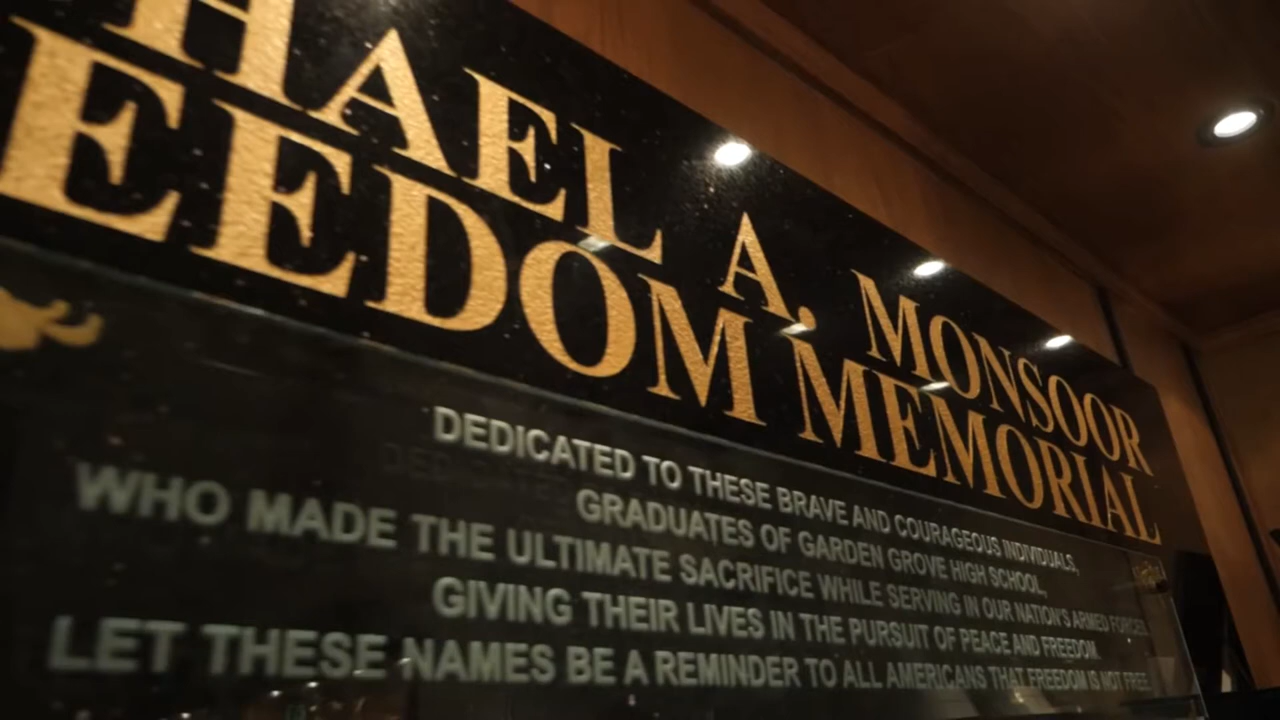 HAEL A. MONSOOR
EEDOM MEMORIAL
DEDICATED TO THESE BRAVE AND COURAGEOUS INDIVIDUALS,
GRADUATES OF GARDEN GROVE HIGH SCHOOL,
WHO MADE THE ULTIMATE SACRIFICE WHILE SERVING IN OUR NATION'S ARMED FORCES
GIVING THEIR LIVES IN THE PURSUIT OF PEACE AND FREEDOM.
LET THESE NAMES BE A REMINDER TO ALL AMERICANS THAT FREEDOM IS NOT FREE.